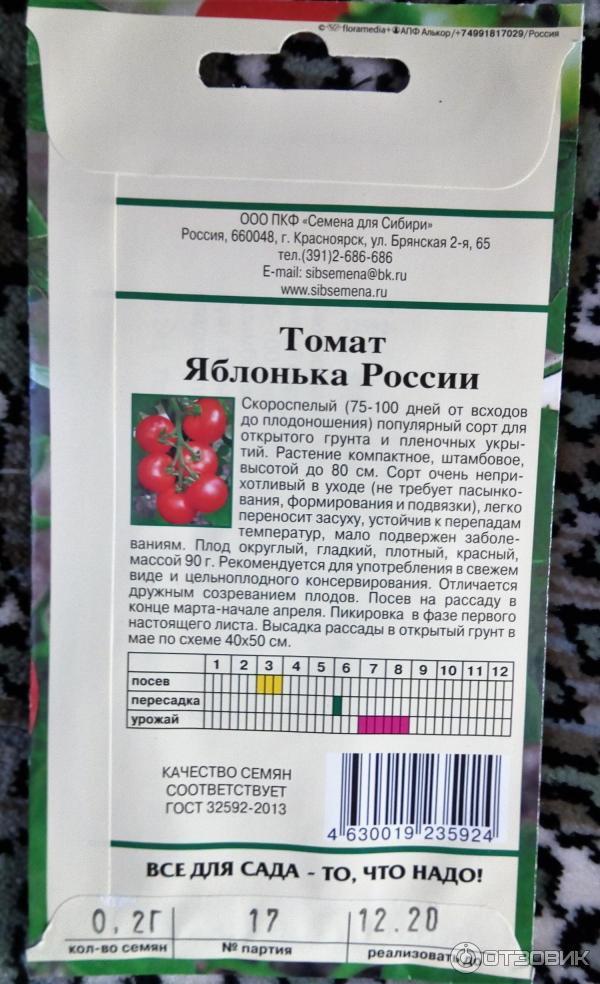 © floramedia+ АПФ Алькор/+74991817029/Россия
ООО ПКФ «Семена для Сибири»
Россия, 660048, г. Красноярск, ул. Брянская 2-я, 65
тел.(391)2-686-686
E-mail: sibsemena@bk.ru
www.sibsemena.ru
Томат
Яблонька России
Скороспелый (75-100 дней от всходов
до плодоношения) популярный сорт для
открытого грунта и пленочных укры-
тий. Растение компактное, штамбовое,
высотой до 80 см. Сорт очень непри-
хотливый в уходе (не требует пасынко-
вания, формирования и подвязки), легко
переносит засуху, устойчив к перепадам
температур, мало подвержен заболе-
ваниям. Плод округлый, гладкий, плотный, красный,
массой 90 г. Рекомендуется для употребления в свежем
виде и цельноплодного консервирования. Отличается
дружным созреванием плодов. Посев на рассаду в
конце марта-начале апреля. Пикировка в фазе первого
настоящего листа. Высадка рассады в открытый грунт в
мае по схеме 40х50 см.
1 2 3 4 5 6 7 8 9 10 11 12
посев
пересадка
урожай
КАЧЕСТВО СЕМЯН
СООТВЕТСТВУЕТ
ГОСТ 32592-2013
4 630019 235924
ВСЕ ДЛЯ САДА - ТО, ЧТО НАДО!
0,2Г 17 12.20
кол-во семян № партия реализовать до
ОТЗОВИК